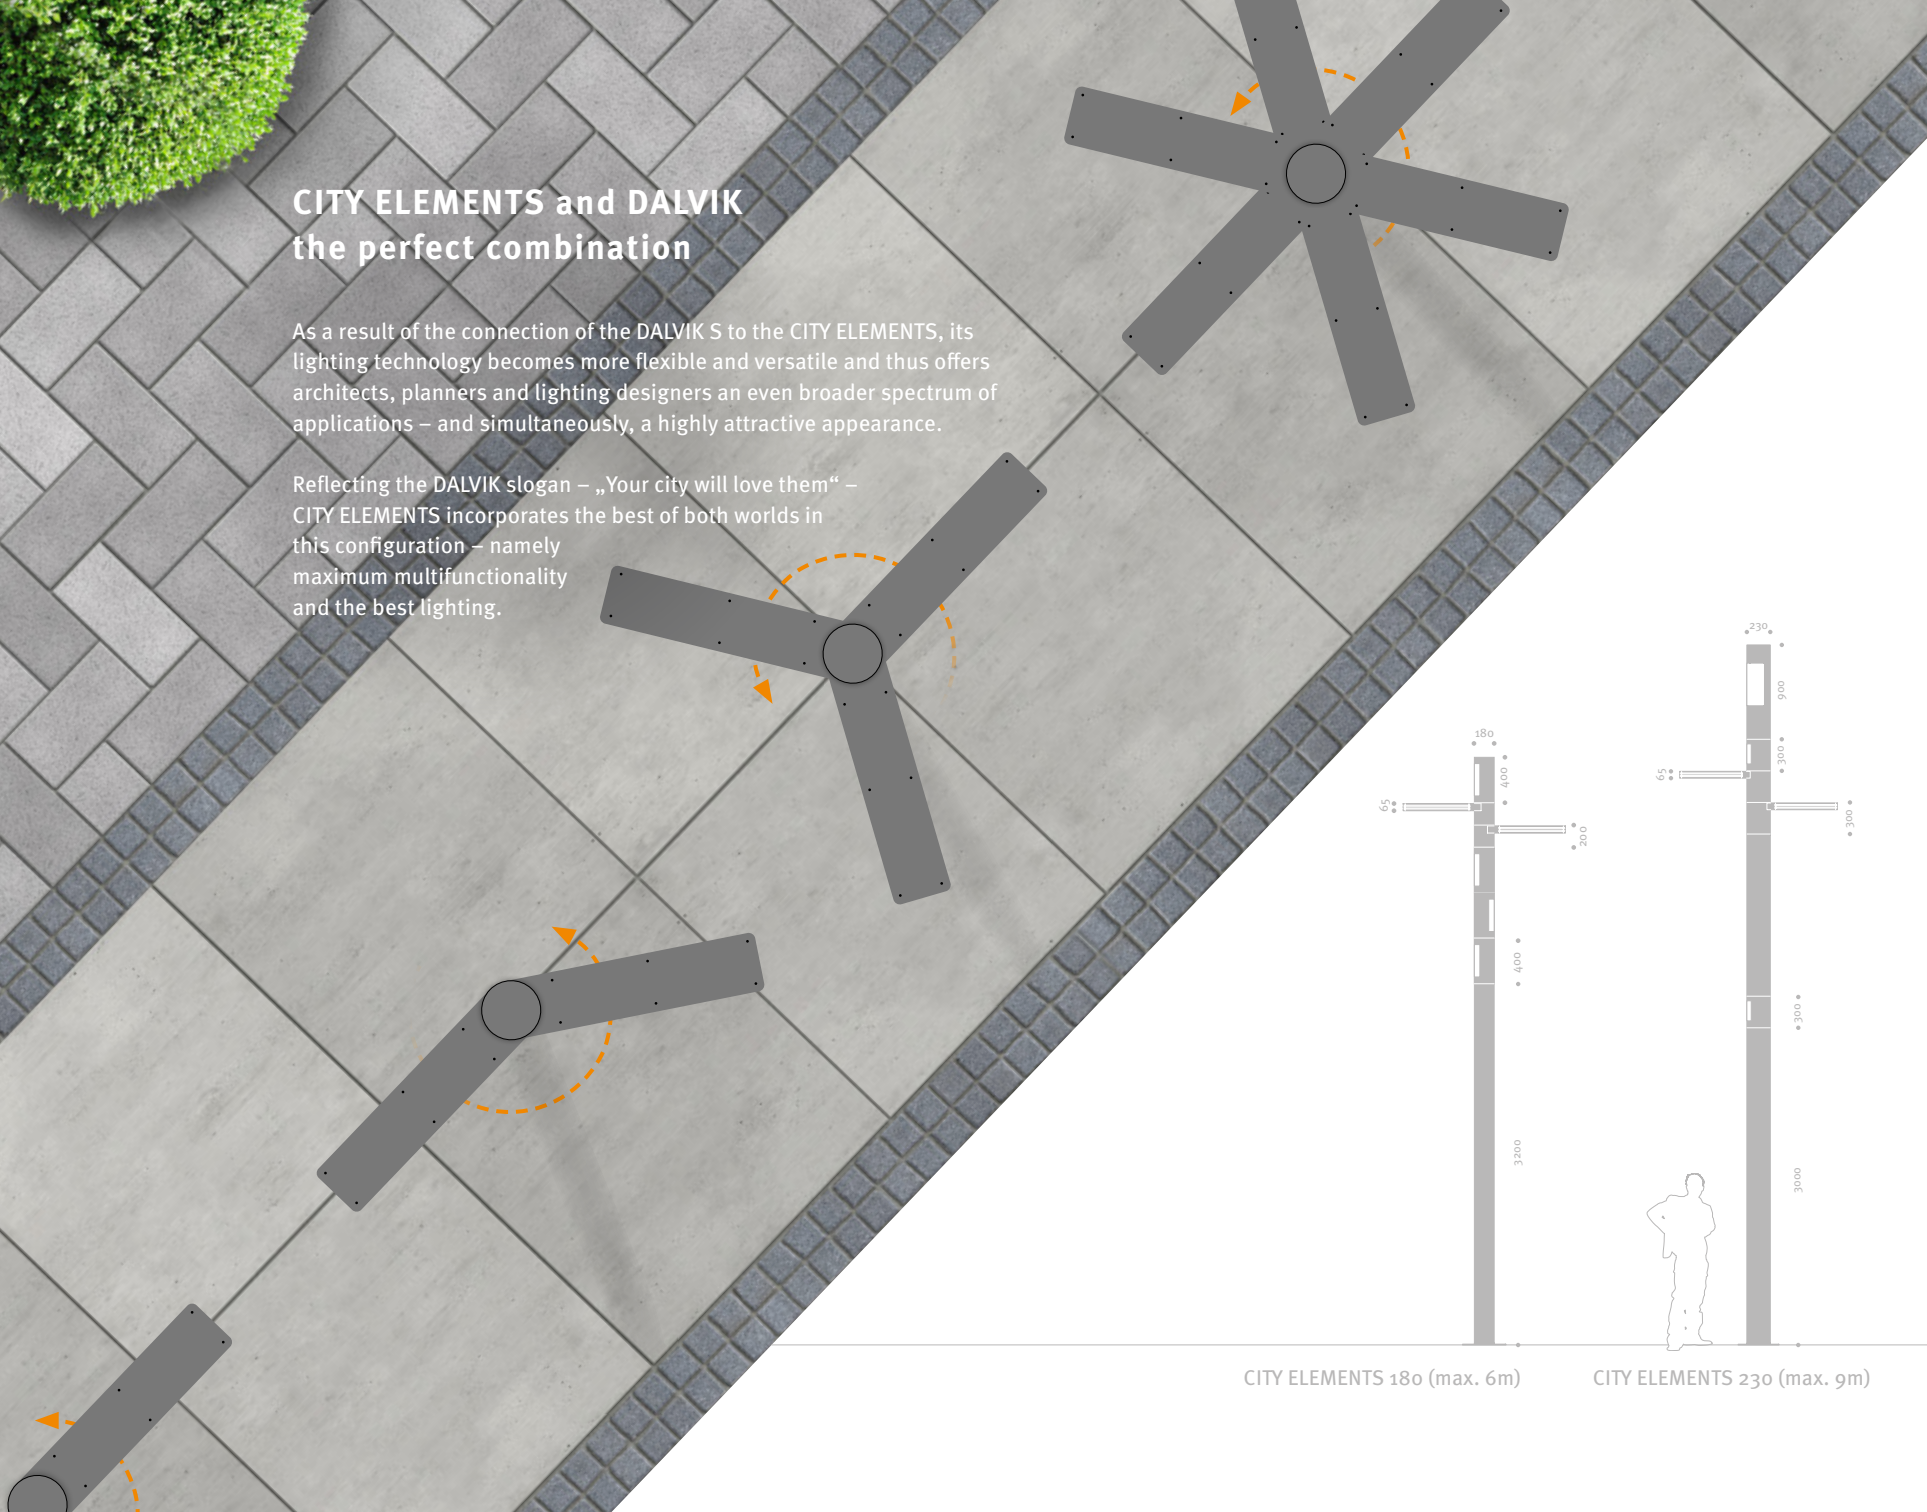 CITY ELEMENTS and DALVIK
the perfect combination
As a result of the connection of the DALVIK S to the CITY ELEMENTS, its
lighting technology becomes more flexible and versatile and thus offers
architects, planners and lighting designers an even broader spectrum of
applications – and simultaneously, a highly attractive appearance.
Reflecting the DALVIK slogan – „Your city will love them“ –
CITY ELEMENTS incorporates the best of both worlds in
this configuration – namely
maximum multifunctionality
and the best lighting.
180
400
65
200
400
3200
230
900
300
65
300
300
3000
CITY ELEMENTS 180 (max. 6m)
CITY ELEMENTS 230 (max. 9m)